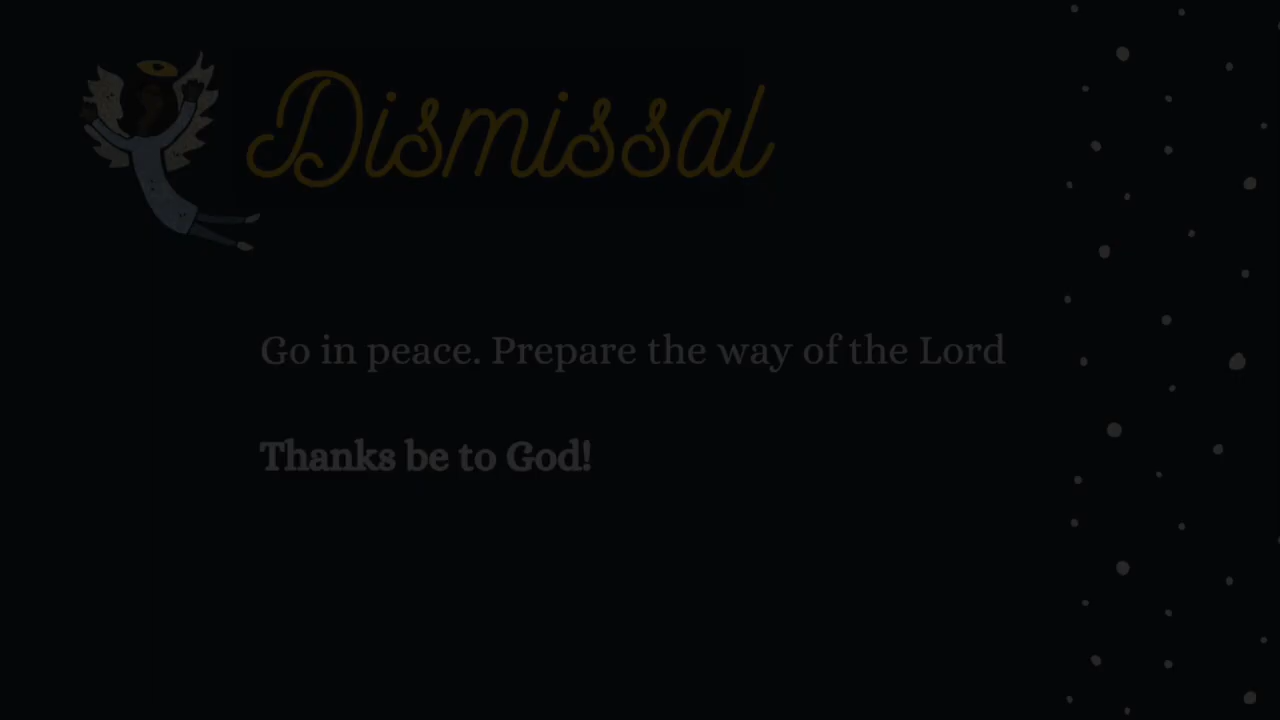 Dismissal
Go in peace. Prepare the way of the Lord
Thanks be to God!